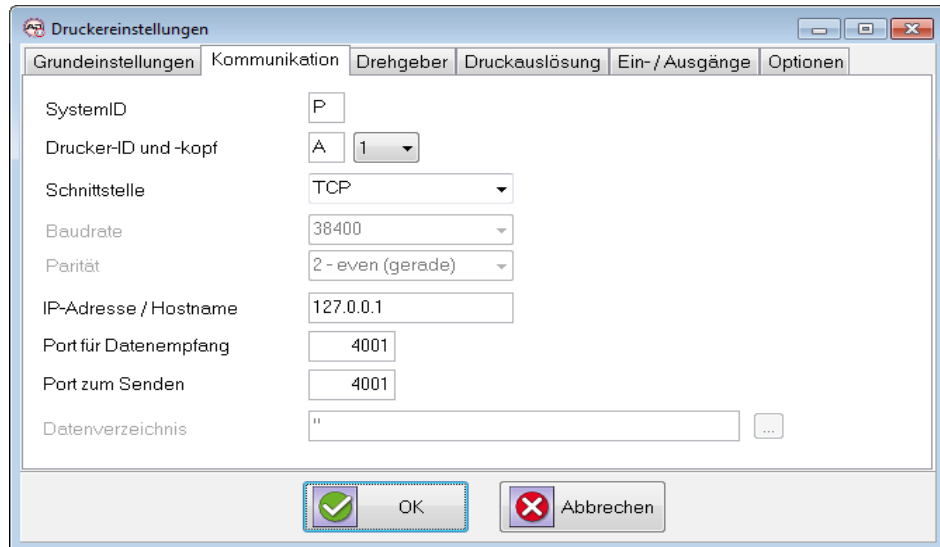 Druckereinstellungen
Grundeinstellungen Kommunikation Drehgeber Druckauslösung Ein-/Ausgänge Optionen
SystemID P
Drucker-ID und -kopf A 1
Schnittstelle TCP
Baudrate 38400
Parität 2 - even (gerade)
IP-Adresse / Hostname 127.0.0.1
Port für Datenempfang 4001
Port zum Senden 4001
Datenverzeichnis " ...
OK Abbrechen